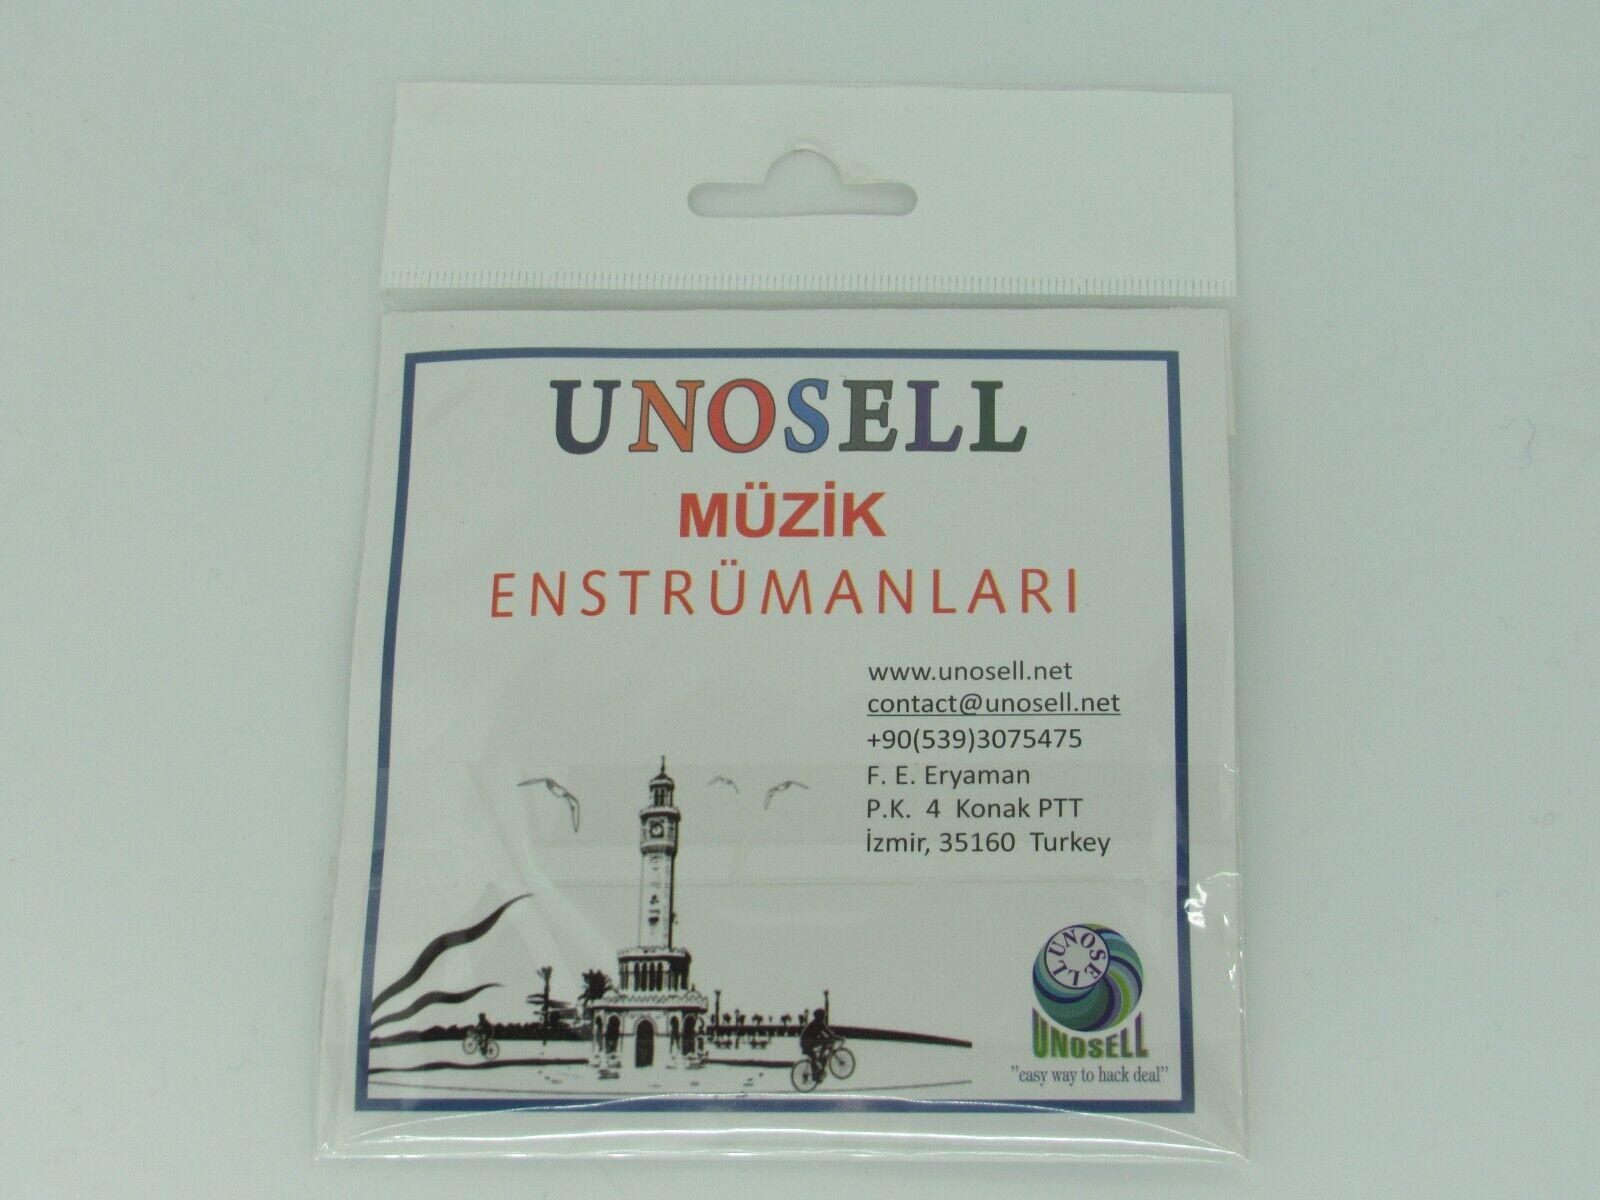 UNOSELL
MÜZİK
ENSTRÜMANLARI
www.unosell.net
contact@unosell.net
+90(539)3075475
F. E. Eryaman
P.K. 4 Konak PTT
İzmir, 35160 Turkey
UNOSELL
UNOSELL
"easy way to hack deal"